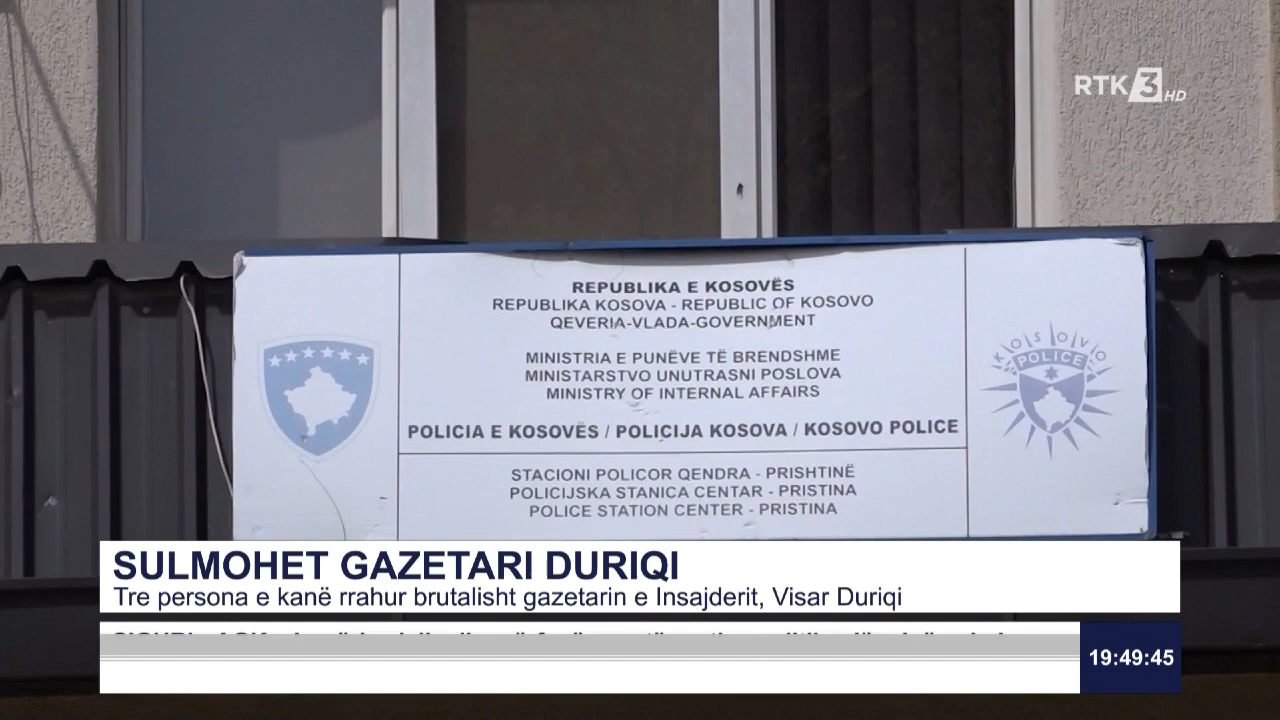 RTK 3 HD
REPUBLIKA E KOSOVËS
REPUBLIKA KOSOVA - REPUBLIC OF KOSOVO
QEVERIA-VLADA-GOVERNMENT
MINISTRIA E PUNËVE TË BRENDSHME
MINISTARSTVO UNUTRASNI POSLOVA
MINISTRY OF INTERNAL AFFAIRS
POLICIA E KOSOVËS / POLICIJA KOSOVA / KOSOVO POLICE
KOSOVO
POLICE
STACIONI POLICOR QENDRA - PRISHTINË
POLICIJSKA STANICA CENTAR - PRISTINA
POLICE STATION CENTER - PRISTINA
SULMOHET GAZETARI DURIQI
Tre persona e kanë rrahur brutalisht gazetarin e Insajderit, Visar Duriqi
19:49:45